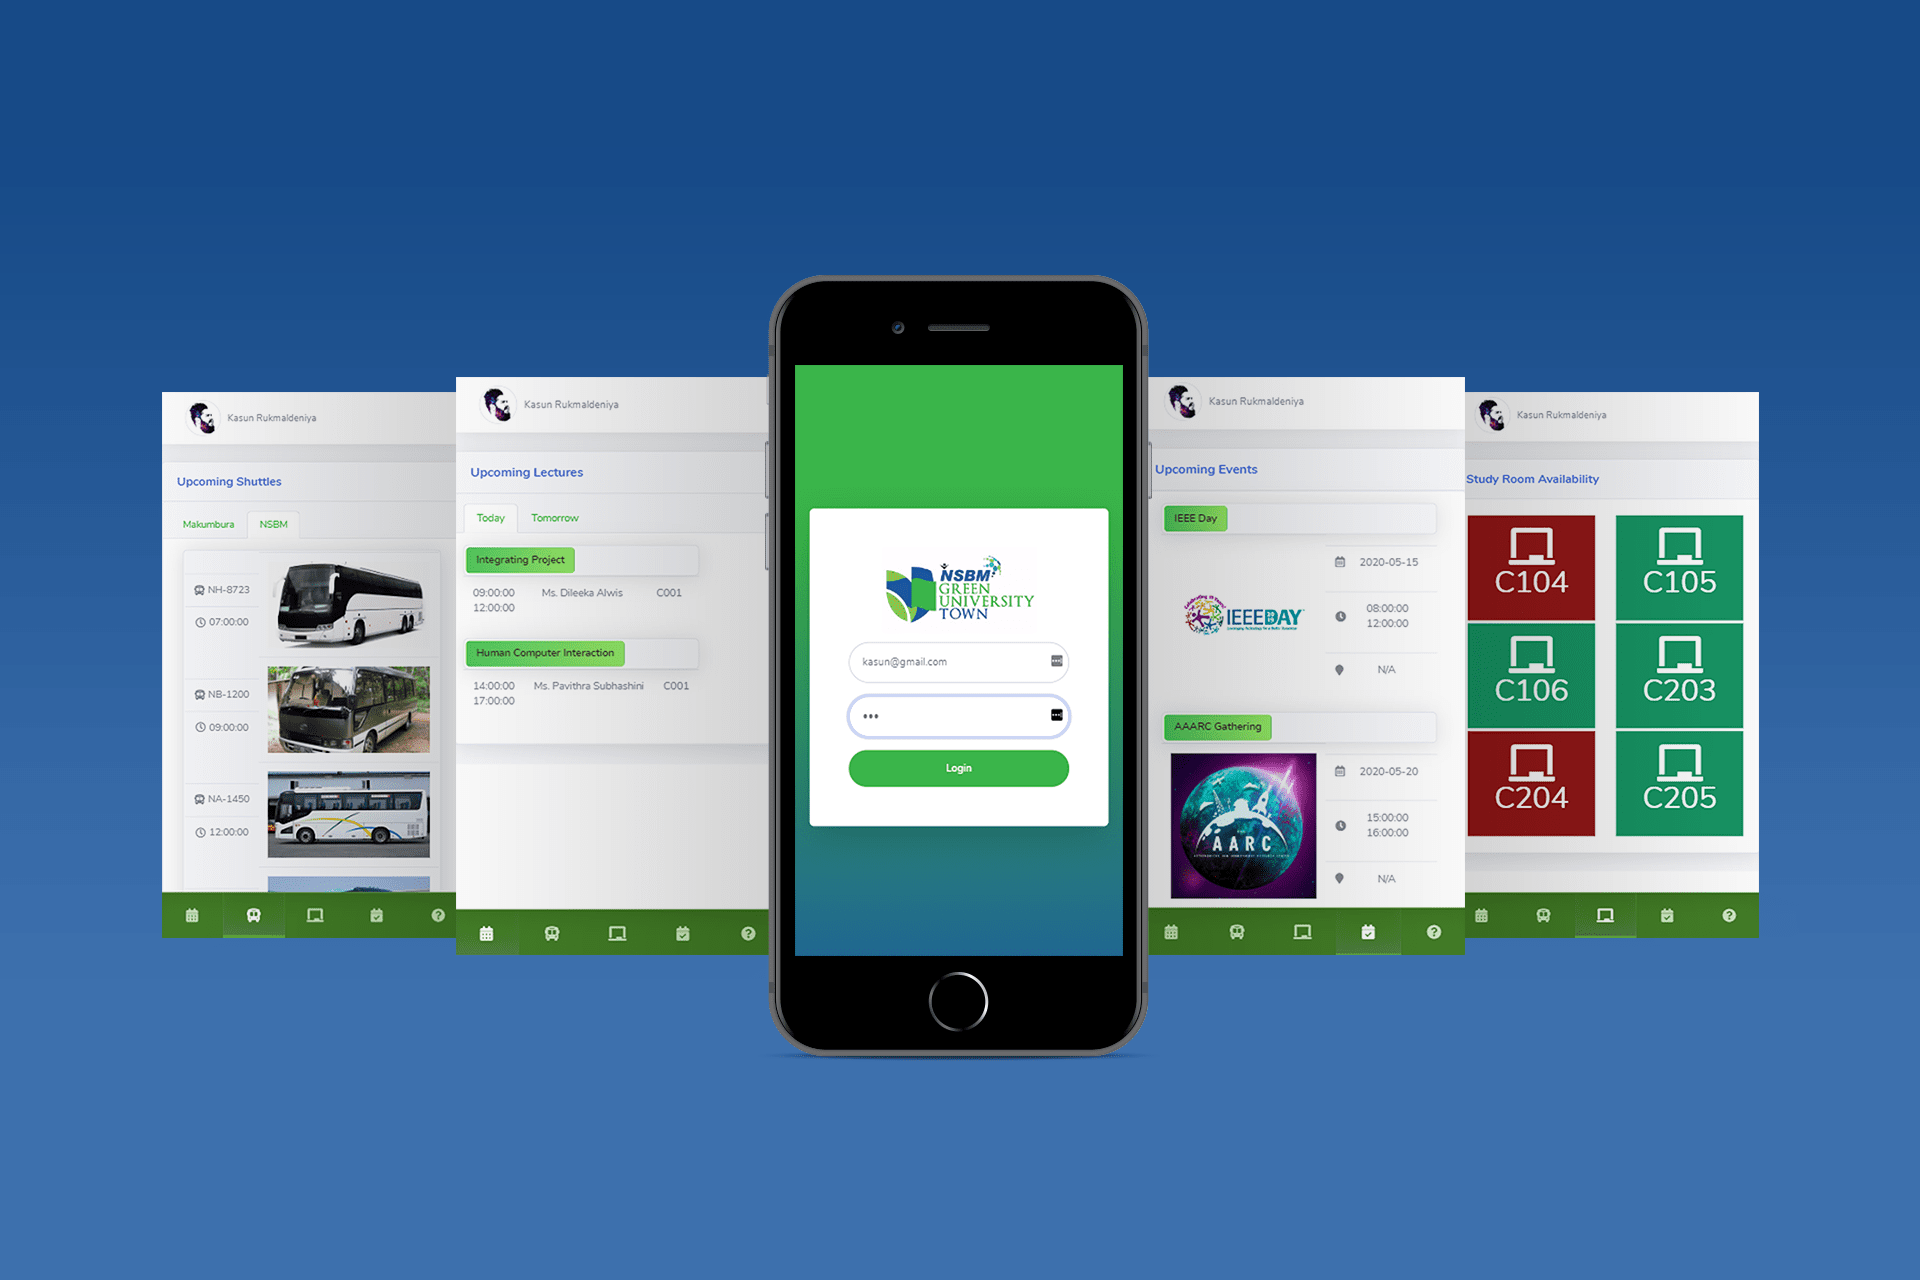 Kasun Rukmaldeniya
Upcoming Shuttles
Makumbura
NSBM
NH-8723
07:00:00
NB-1200
09:00:00
NA-1450
12:00:00
Kasun Rukmaldeniya
Upcoming Lectures
Today
Tomorrow
Integrating Project
09:00:00
12:00:00
Ms. Dileeka Alwis
C001
Human Computer Interaction
14:00:00
17:00:00
Ms. Pavithra Subhashini
C001
NSBM
GREEN
UNIVERSITY
TOWN
kasun@gmail.com
Login
Kasun Rukmaldeniya
Upcoming Events
IEEE Day
IEEEDAY
2020-05-15
08:00:00
12:00:00
N/A
AAARC Gathering
AARC
2020-05-20
15:00:00
16:00:00
N/A
Kasun Rukmaldeniya
Study Room Availability
C104
C105
C106
C203
C204
C205